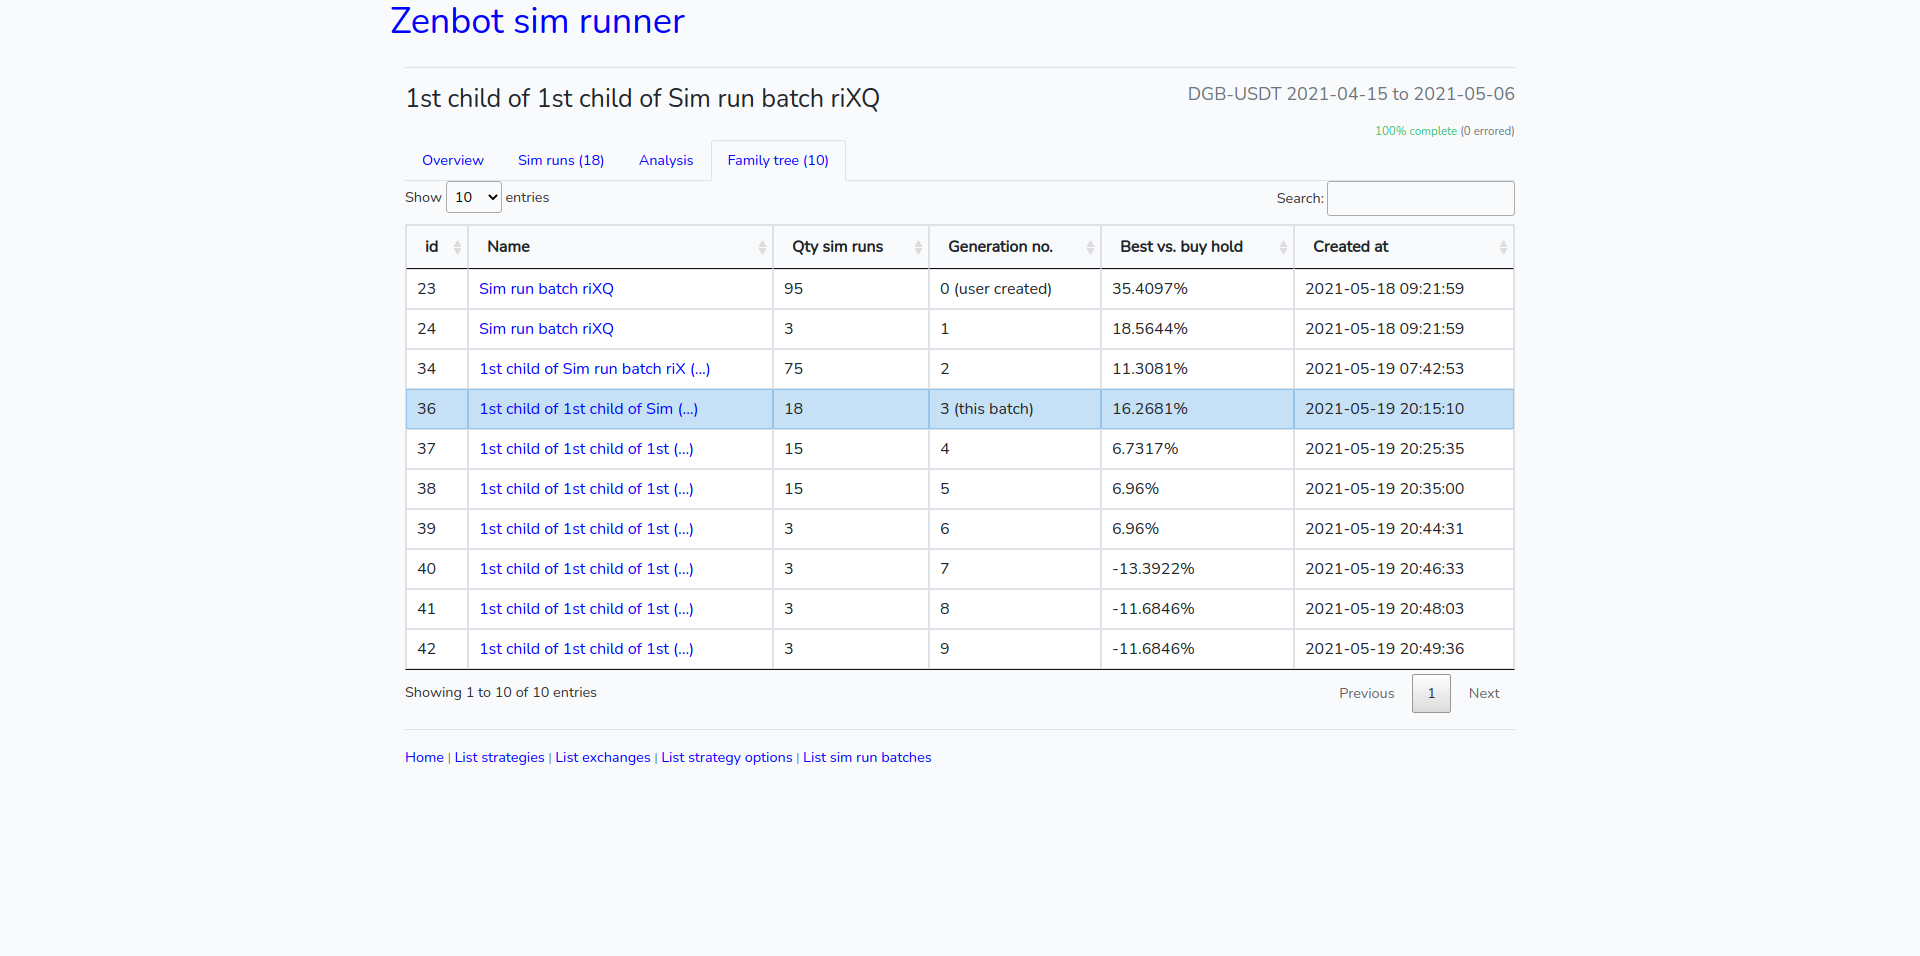 Zenbot sim runner
1st child of 1st child of Sim run batch riXQ
DGB-USDT 2021-04-15 to 2021-05-06
100% complete (0 errored)
Overview Sim runs (18) Analysis Family tree (10)
Show 10 entries Search:
id Name Qty sim runs Generation no. Best vs. buy hold Created at
23 Sim run batch riXQ 95 0 (user created) 35.4097% 2021-05-18 09:21:59
24 Sim run batch riXQ 3 1 18.5644% 2021-05-18 09:21:59
34 1st child of Sim run batch riX (...) 75 2 11.3081% 2021-05-19 07:42:53
36 1st child of 1st child of Sim (...) 18 3 (this batch) 16.2681% 2021-05-19 20:15:10
37 1st child of 1st child of 1st (...) 15 4 6.7317% 2021-05-19 20:25:35
38 1st child of 1st child of 1st (...) 15 5 6.96% 2021-05-19 20:35:00
39 1st child of 1st child of 1st (...) 3 6 6.96% 2021-05-19 20:44:31
40 1st child of 1st child of 1st (...) 3 7 -13.3922% 2021-05-19 20:46:33
41 1st child of 1st child of 1st (...) 3 8 -11.6846% 2021-05-19 20:48:03
42 1st child of 1st child of 1st (...) 3 9 -11.6846% 2021-05-19 20:49:36
Showing 1 to 10 of 10 entries Previous 1 Next
Home | List strategies | List exchanges | List strategy options | List sim run batches